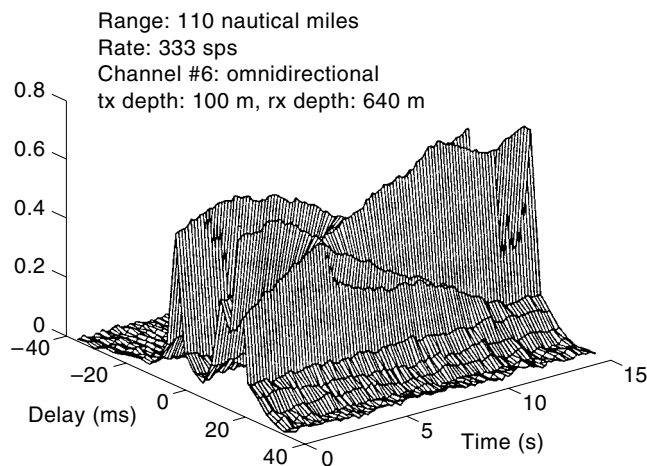 Range: 110 nautical miles
Rate: 333 sps
Channel #6: omnidirectional
tx depth: 100 m, rx depth: 640 m
0.8
0.6
0.4
0.2
0
−40
−20
0
20
40
Delay (ms)
0
5
10
15
Time (s)